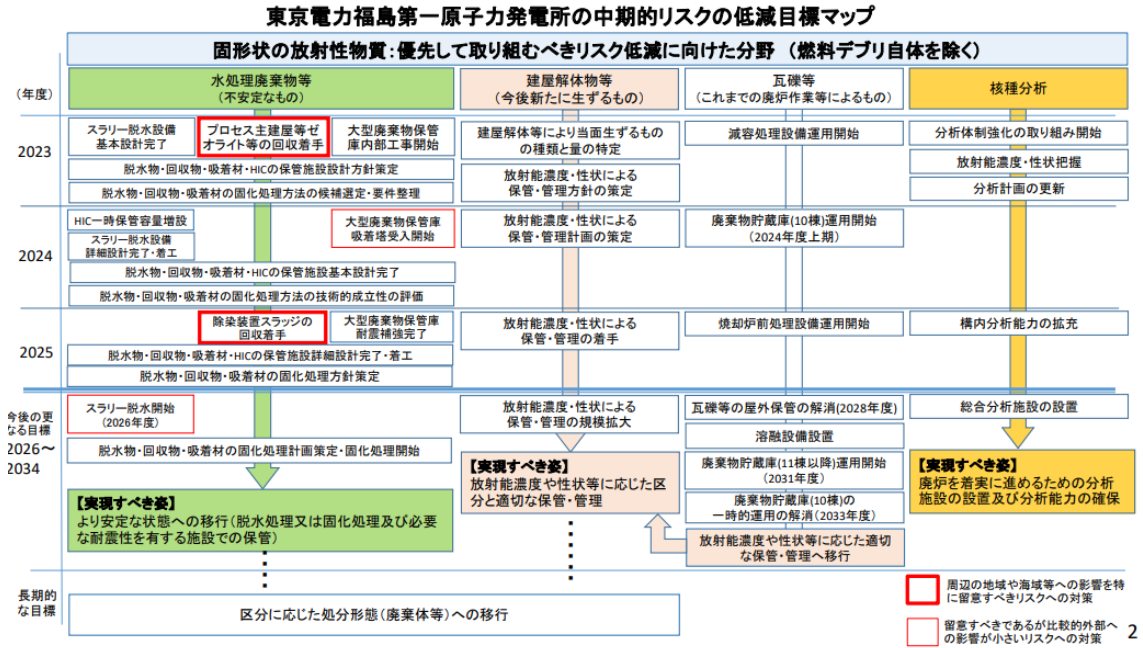 東京電力福島第一原子力発電所の中期的リスクの低減目標マップ
固形状の放射性物質：優先して取り組むべきリスク低減に向けた分野 （燃料デブリ自体を除く）
（年度）
水処理廃棄物等
（不安定なもの）
建屋解体物等
（今後新たに生ずるもの）
瓦礫等
（これまでの廃炉作業等によるもの）
核種分析
2023
スラリー脱水設備
基本設計完了
プロセス主建屋等ゼ
オライト等の回収着手
大型廃棄物保管
庫内部工事開始
脱水物・回収物・吸着材・HICの保管施設設計方針策定
脱水物・回収物・吸着材の固化処理方法の候補選定・要件整理
建屋解体等により当面生ずるもの
の種類と量の特定
放射能濃度・性状による
保管・管理方針の策定
減容処理設備運用開始
分析体制強化の取り組み開始
放射能濃度・性状把握
分析計画の更新
2024
HIC一時保管容量増設
スラリー脱水設備
詳細設計完了・着工
大型廃棄物保管庫
吸着塔受入開始
脱水物・回収物・吸着材・HICの保管施設基本設計完了
脱水物・回収物・吸着材の固化処理方法の技術的成立性の評価
放射能濃度・性状による
保管・管理計画の策定
廃棄物貯蔵庫(10棟)運用開始
（2024年度上期）
2025
除染装置スラッジの
回収着手
大型廃棄物保管庫
耐震補強完了
脱水物・回収物・吸着材・HICの保管施設詳細設計完了・着工
脱水物・回収物・吸着材の固化処理方針策定
放射能濃度・性状による
保管・管理の着手
焼却炉前処理設備運用開始
構内分析能力の拡充
今後の更
なる目標
2026～
2034
スラリー脱水開始
（2026年度）
脱水物・回収物・吸着材の固化処理計画策定・固化処理開始
【実現すべき姿】
より安定な状態への移行（脱水処理又は固化処理及び必要
な耐震性を有する施設での保管）
放射能濃度・性状による
保管・管理の規模拡大
【実現すべき姿】
放射能濃度や性状等に応じた区
分と適切な保管・管理
瓦礫等の屋外保管の解消(2028年度)
溶融設備設置
廃棄物貯蔵庫(11棟以降)運用開始
（2031年度）
廃棄物貯蔵庫(10棟)の
一時的運用の解消(2033年度)
放射能濃度や性状等に応じた適切
な保管・管理へ移行
総合分析施設の設置
【実現すべき姿】
廃炉を着実に進めるための分析
施設の設置及び分析能力の確保
長期的
な目標
区分に応じた処分形態（廃棄体等）への移行
周辺の地域や海域等への影響を特
に留意すべきリスクへの対策
留意すべきであるが比較的外部へ
の影響が小さいリスクへの対策
2